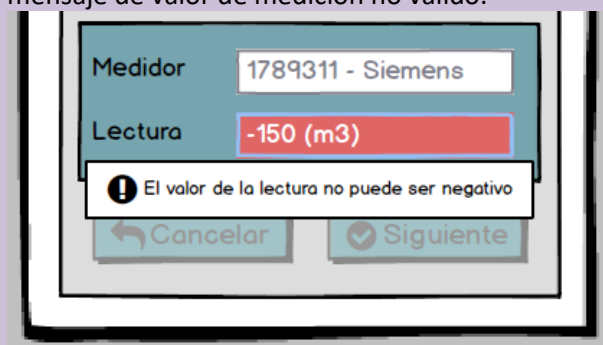 mensaje de valor de medición no válido.
Medidor 1789311 - Siemens
Lectura -150 (m3)
El valor de la lectura no puede ser negativo
Cancelar Siguiente